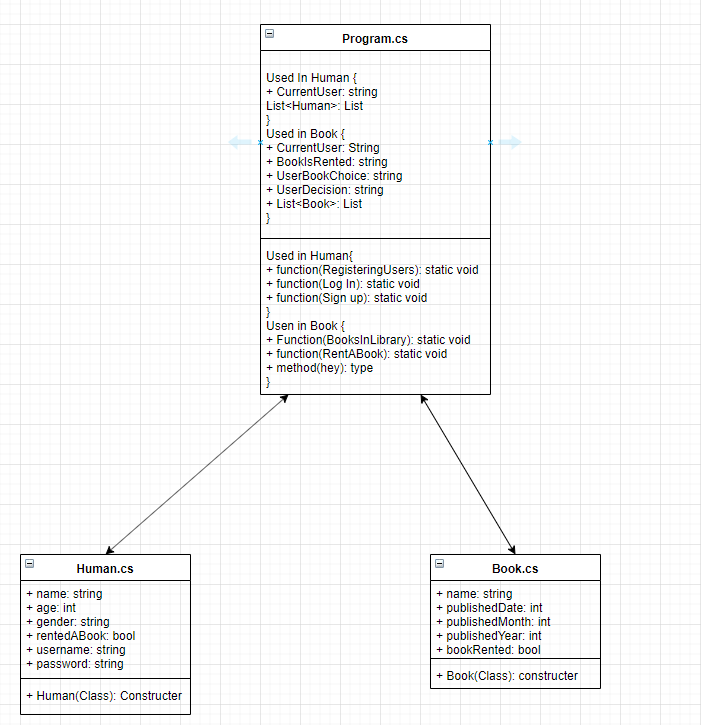 Program.cs
Used In Human {
+ CurrentUser: string
List<Human>: List
}
Used in Book {
+ CurrentUser: String
+ BookIsRented: string
+ UserBookChoice: string
+ UserDecision: string
+ List<Book>: List
}
Used in Human{
+ function(RegisteringUsers): static void
+ function(Log In): static void
+ function(Sign up): static void
}
Usen in Book {
+ Function(BooksInLibrary): static void
+ function(RentABook): static void
+ method(hey): type
}
Human.cs
+ name: string
+ age: int
+ gender: string
+ rentedABook: bool
+ username: string
+ password: string
+ Human(Class): Constructer
Book.cs
+ name: string
+ publishedDate: int
+ publishedMonth: int
+ publishedYear: int
+ bookRented: bool
+ Book(Class): constructer